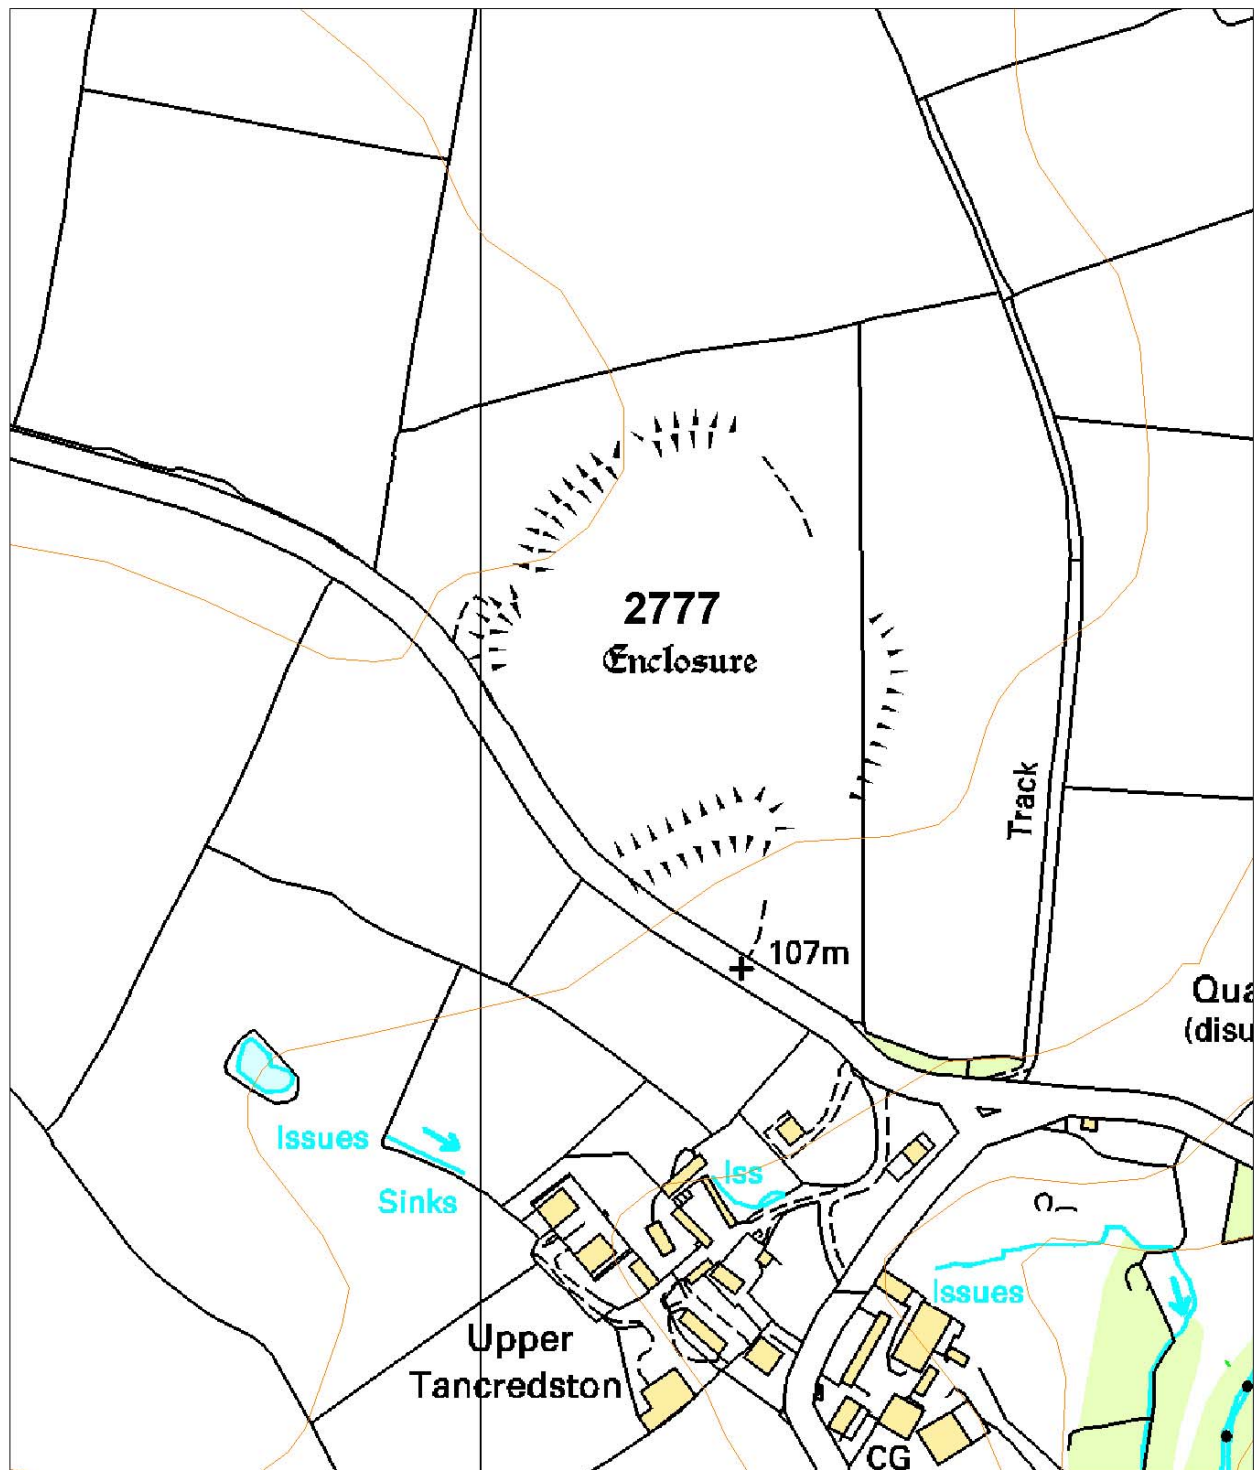 2777
Enclosure
Track
107m
Qua
(disu
Issues
Sinks
Iss
Issues
Upper
Tancredston
CG